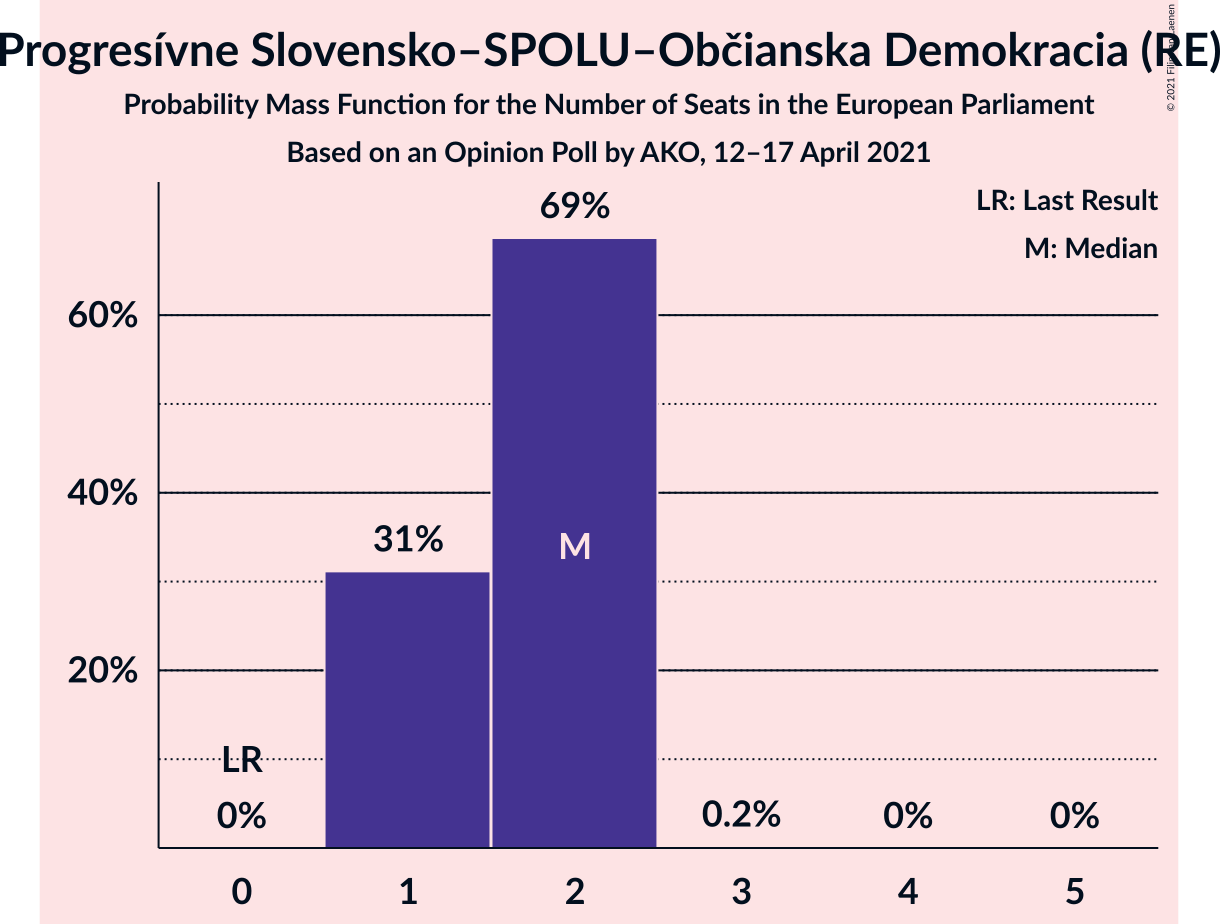 Progresívne Slovensko–SPOLU–Občianska Demokracia (RE)
Probability Mass Function for the Number of Seats in the European Parliament
Based on an Opinion Poll by AKO, 12–17 April 2021
LR: Last Result
M: Median
69%
60%
40%
31%
M
20%
LR
0%
0.2%
0%
0%
0 1 2 3 4 5